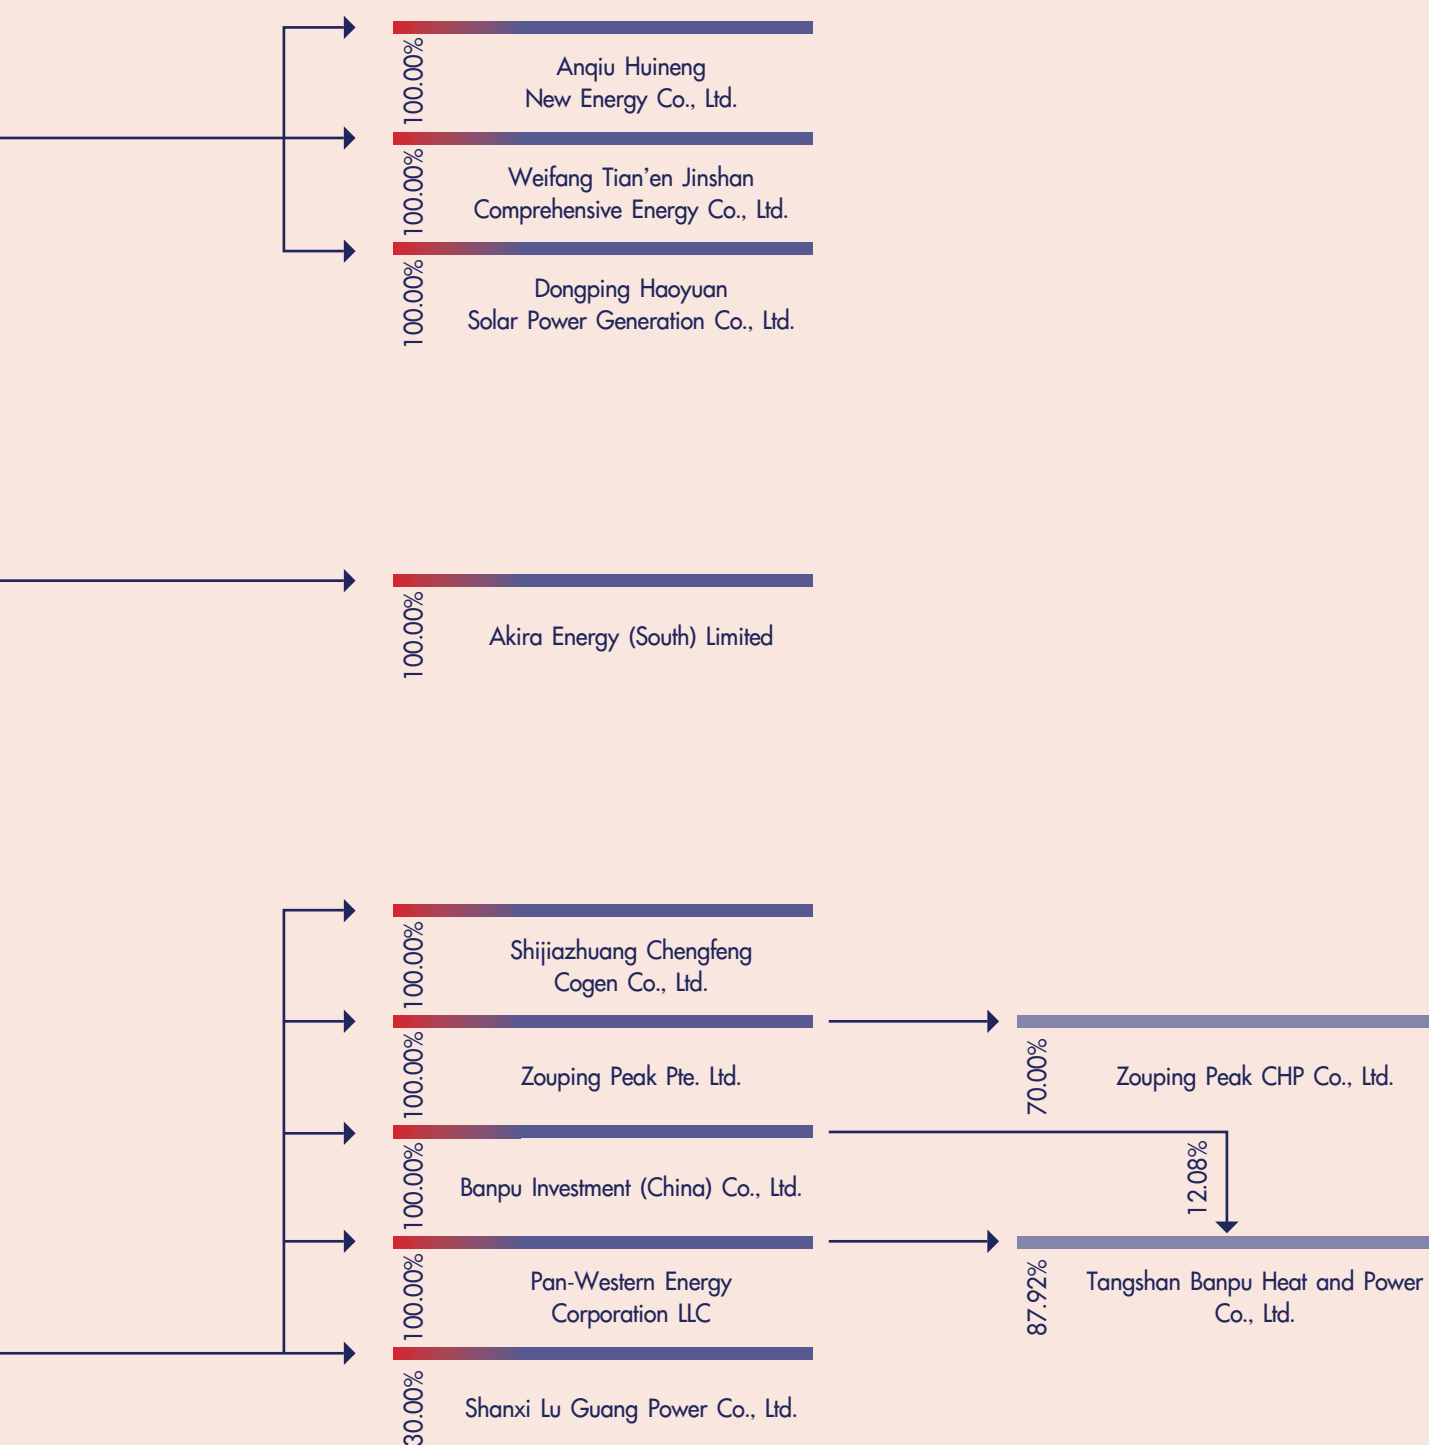 100.00%
Anqiu Huineng
New Energy Co., Ltd.
100.00%
Weifang Tian’en Jinshan
Comprehensive Energy Co., Ltd.
100.00%
Dongping Haoyuan
Solar Power Generation Co., Ltd.
100.00%
Akira Energy (South) Limited
100.00%
Shijiazhuang Chengfeng
Cogen Co., Ltd.
100.00%
Zouping Peak Pte. Ltd.
70.00%
Zouping Peak CHP Co., Ltd.
100.00%
Banpu Investment (China) Co., Ltd.
12.08%
100.00%
Pan-Western Energy
Corporation LLC
87.92%
Tangshan Banpu Heat and Power
Co., Ltd.
30.00%
Shanxi Lu Guang Power Co., Ltd.